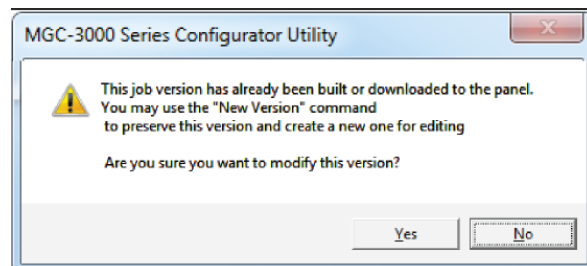 MGC-3000 Series Configurator Utility
This job version has already been built or downloaded to the panel.
You may use the "New Version" command
to preserve this version and create a new one for editing
Are you sure you want to modify this version?
Yes
No